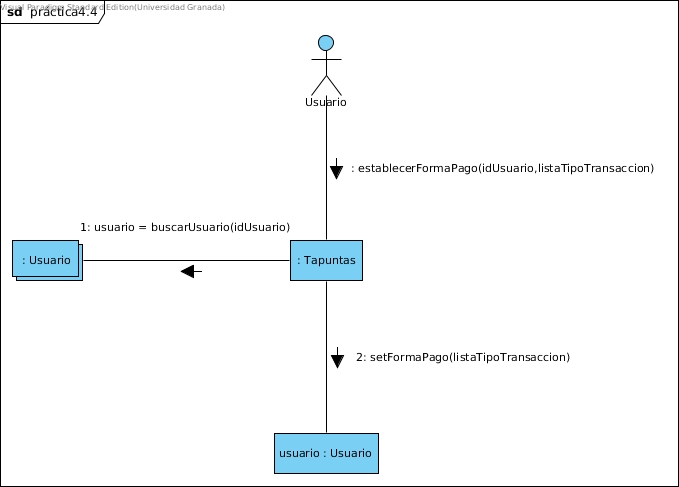 Visual Paradigm Standard Edition(Universidad Granada)
sd practica4.4
Usuario
: establecerFormaPago(idUsuario,listaTipoTransaccion)
1: usuario = buscarUsuario(idUsuario)
: Usuario
: Tapuntas
2: setFormaPago(listaTipoTransaccion)
usuario : Usuario